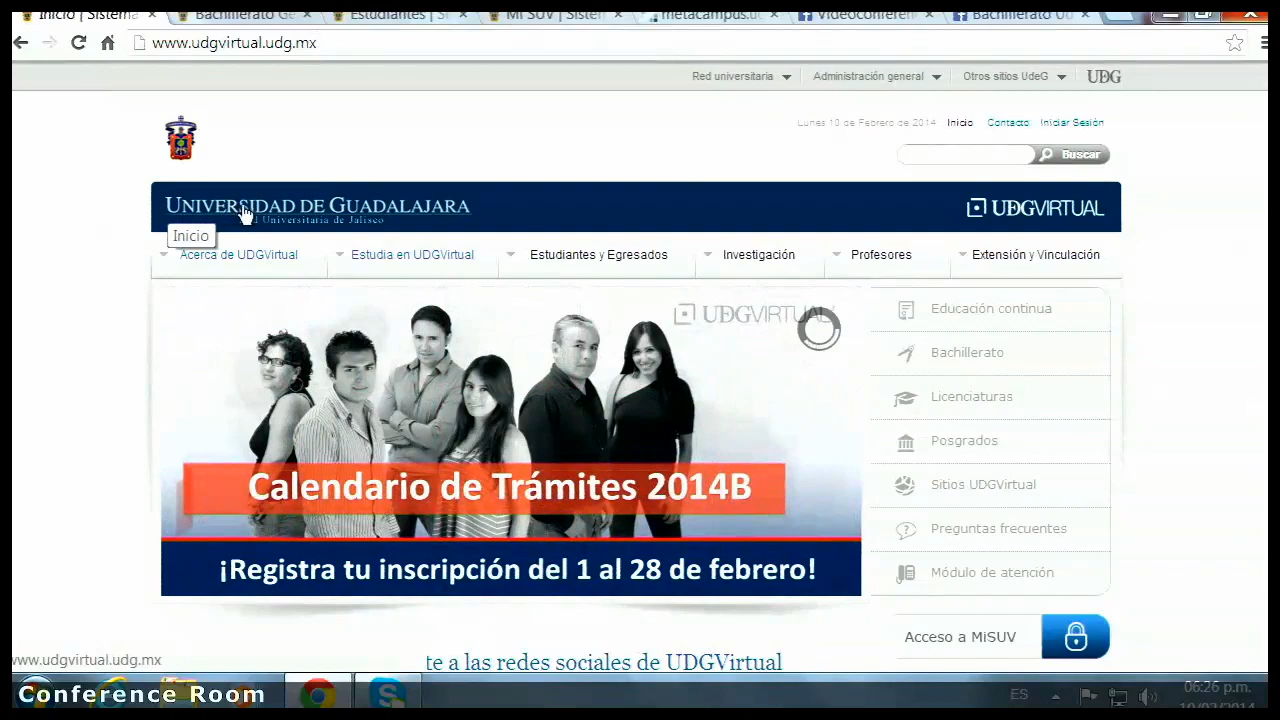 Inicio | Sistema
Bachillerato Ge
Estudiantes | S
Mi SUV | Sistem
metacampus.u
Videoconferen
Bachillerato Ud
www.udgvirtual.udg.mx
Red universitaria
Administración general
Otros sitios UdeG
UDG
Lunes 10 de Febrero de 2014
Inicio
Contacto
Iniciar Sesión
Buscar
UNIVERSIDAD DE GUADALAJARA
Universitaria de Jalisco
UDGVIRTUAL
Inicio
Acerca de UDGVirtual
Estudia en UDGVirtual
Estudiantes y Egresados
Investigación
Profesores
Extensión y Vinculación
UDGVIRTUAL
Calendario de Trámites 2014B
¡Registra tu inscripción del 1 al 28 de febrero!
Educación continua
Bachillerato
Licenciaturas
Posgrados
Sitios UDGVirtual
Preguntas frecuentes
Módulo de atención
Acceso a MiSUV
te a las redes sociales de UDGVirtual
www.udgvirtual.udg.mx
Conference Room
ES
06:26 p.m.
10/02/2014